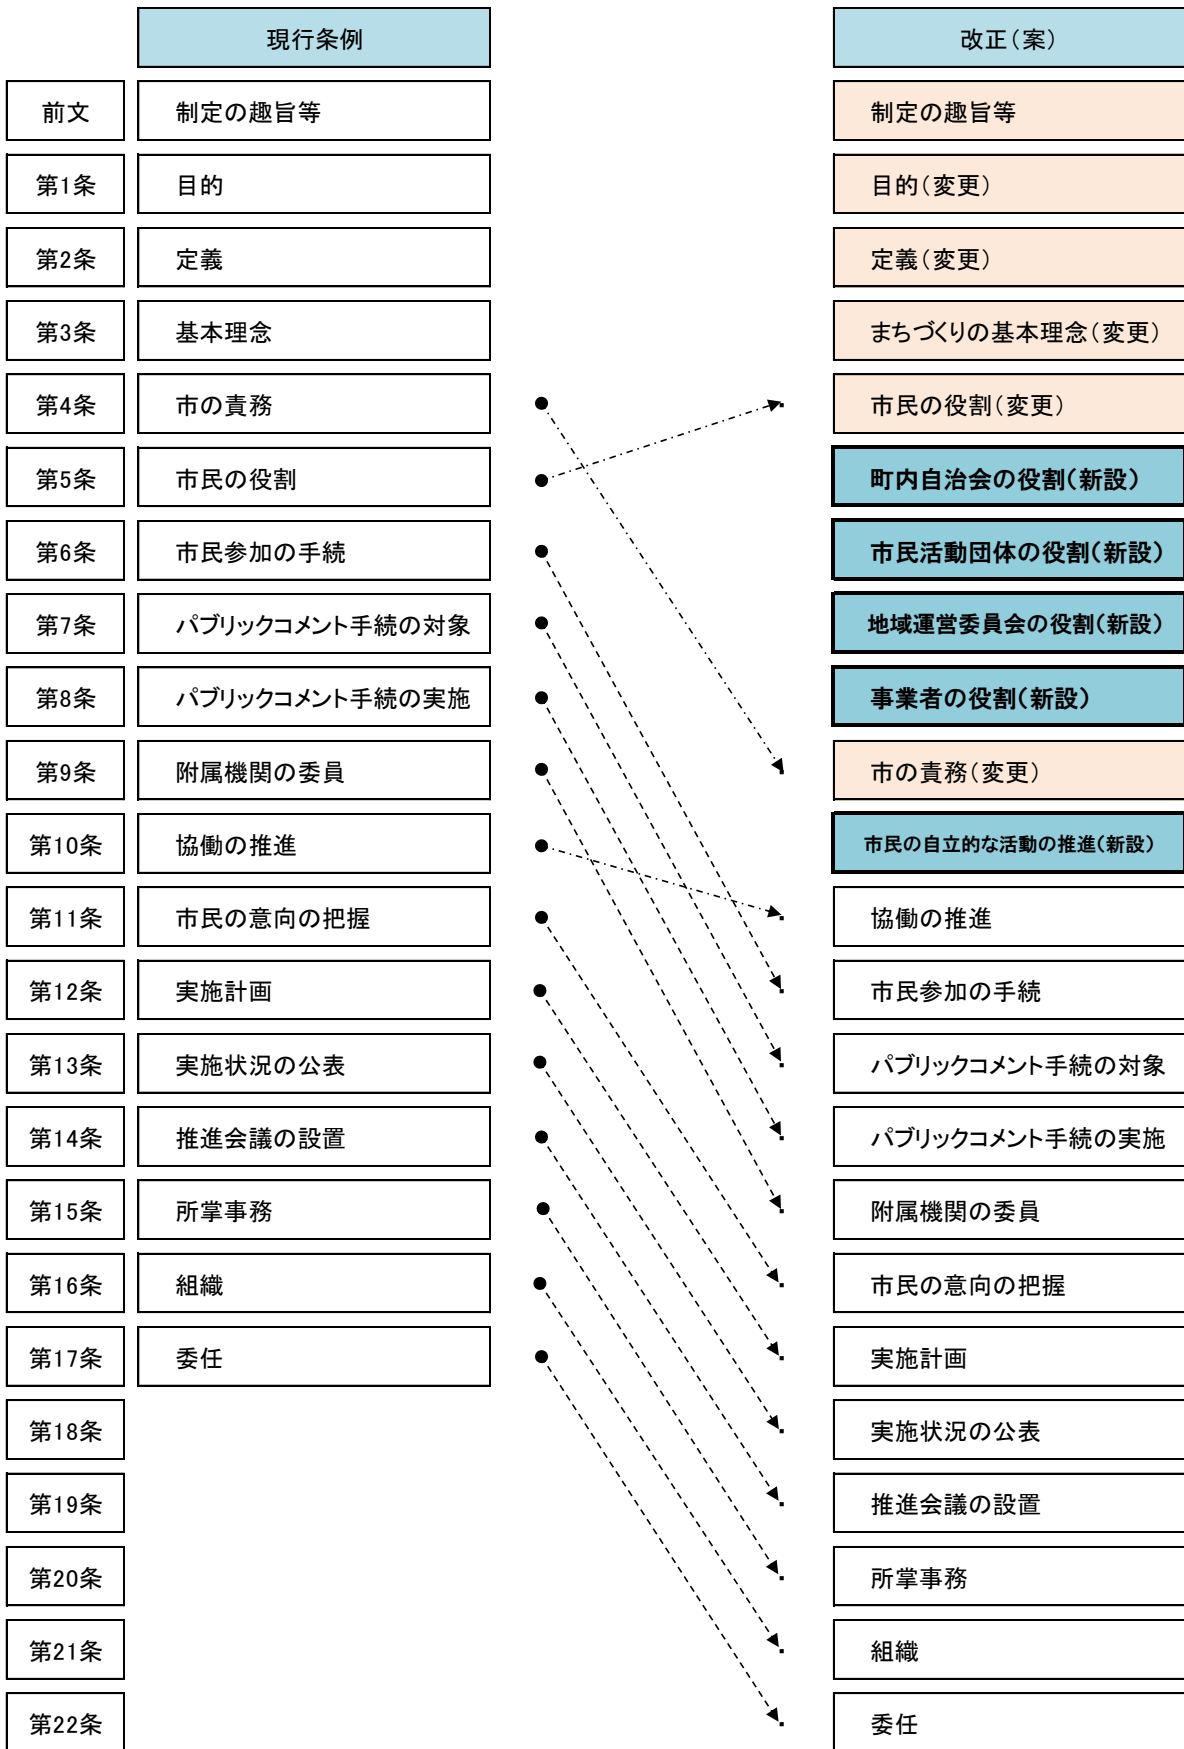 現行条例 改正(案)
前文 制定の趣旨等 制定の趣旨等
第1条 目的 目的(変更)
第2条 定義 定義(変更)
第3条 基本理念 まちづくりの基本理念(変更)
第4条 市の責務 市民の役割(変更)
第5条 市民の役割 町内自治会の役割(新設)
第6条 市民参加の手続 市民活動団体の役割(新設)
第7条 パブリックコメント手続の対象 地域運営委員会の役割(新設)
第8条 パブリックコメント手続の実施 事業者の役割(新設)
第9条 附属機関の委員 市の責務(変更)
第10条 協働の推進 市民の自立的な活動の推進(新設)
第11条 市民の意向の把握 協働の推進
第12条 実施計画 市民参加の手続
第13条 実施状況の公表 パブリックコメント手続の対象
第14条 推進会議の設置 パブリックコメント手続の実施
第15条 所掌事務 附属機関の委員
第16条 組織 市民の意向の把握
第17条 委任 実施計画
第18条 実施状況の公表
第19条 推進会議の設置
第20条 所掌事務
第21条 組織
第22条 委任